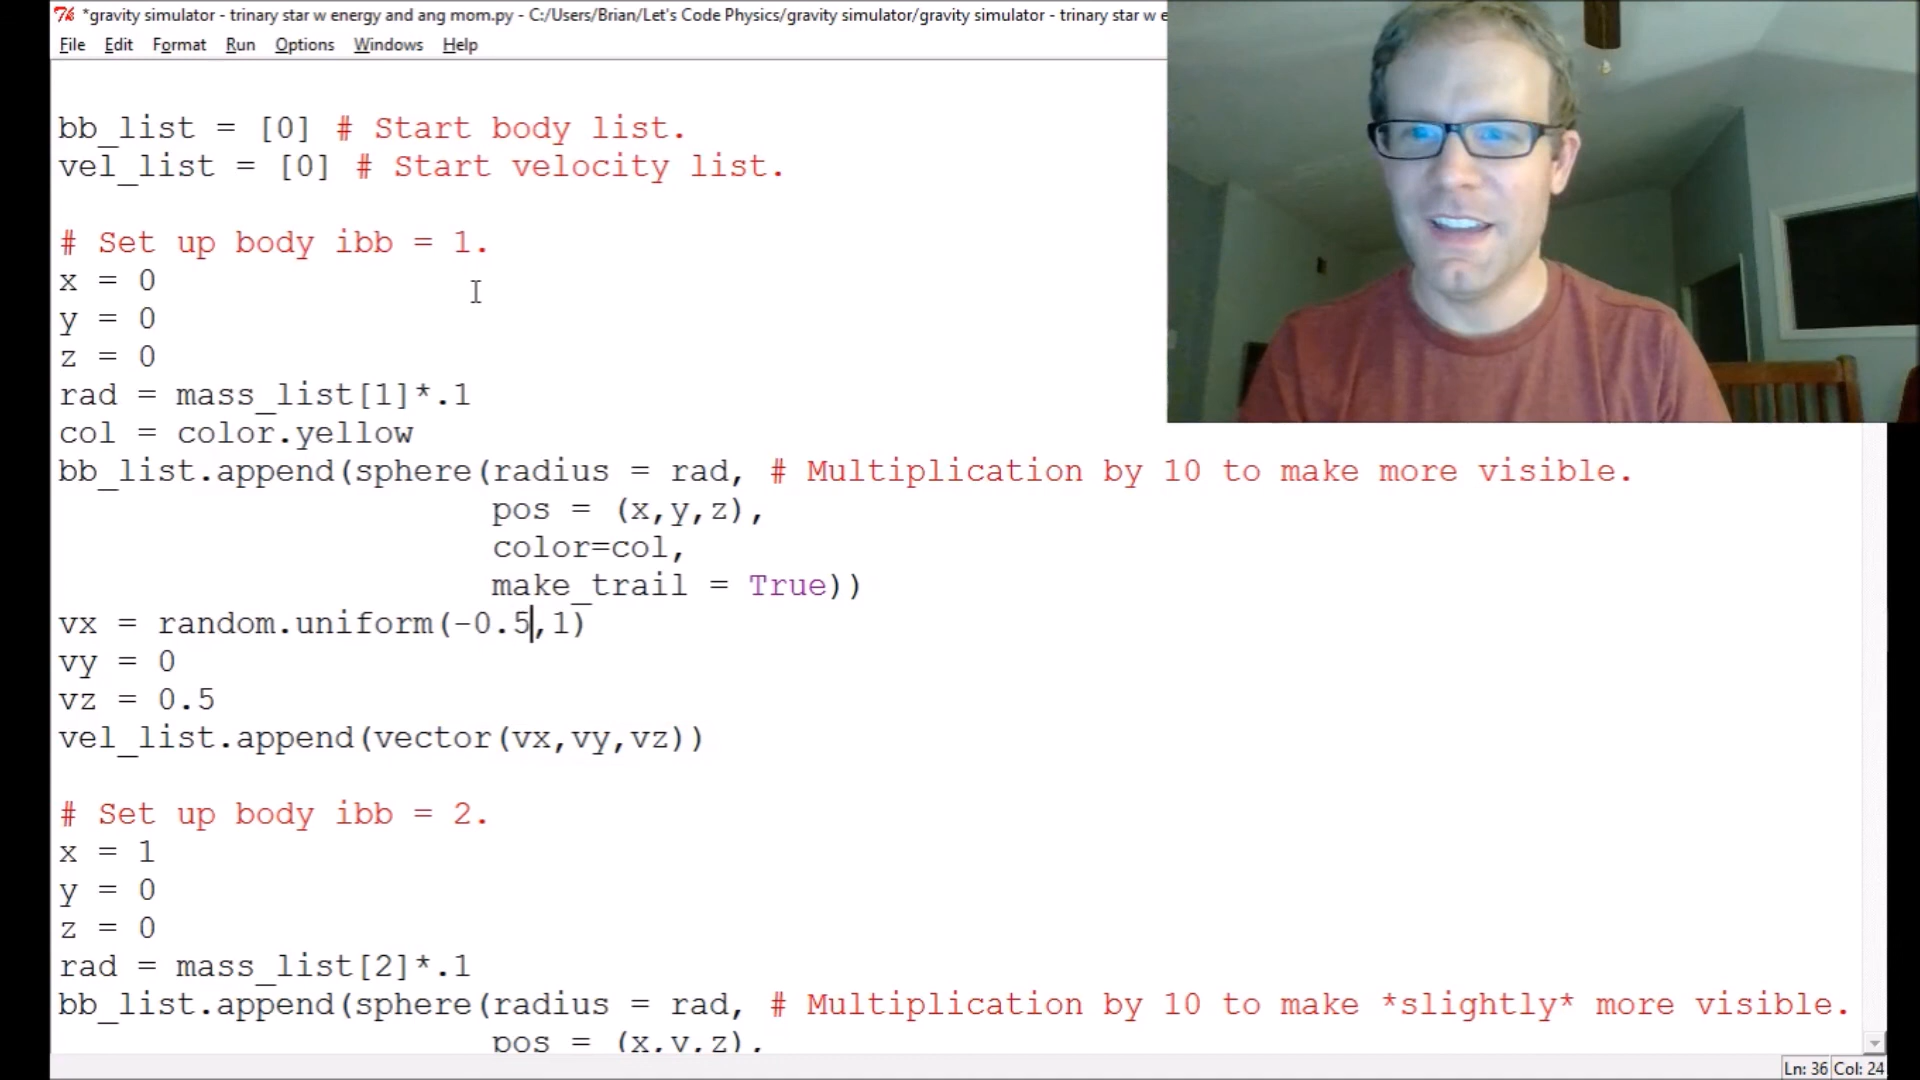 *gravity simulator - trinary star w energy and ang mom.py - C:/Users/Brian/Let's Code Physics/gravity simulator/gravity simulator - trinary star w e
File Edit Format Run Options Windows Help
bb_list = [0] # Start body list.
vel_list = [0] # Start velocity list.
# Set up body ibb = 1.
x = 0
y = 0
z = 0
rad = mass_list[1]*.1
col = color.yellow
bb_list.append(sphere(radius = rad, # Multiplication by 10 to make more visible.
pos = (x,y,z),
color=col,
make_trail = True))
vx = random.uniform(-0.5,1)
vy = 0
vz = 0.5
vel_list.append(vector(vx,vy,vz))
# Set up body ibb = 2.
x = 1
y = 0
z = 0
rad = mass_list[2]*.1
bb_list.append(sphere(radius = rad, # Multiplication by 10 to make *slightly* more visible.
pos = (x,y,z),
Ln: 36 Col: 24